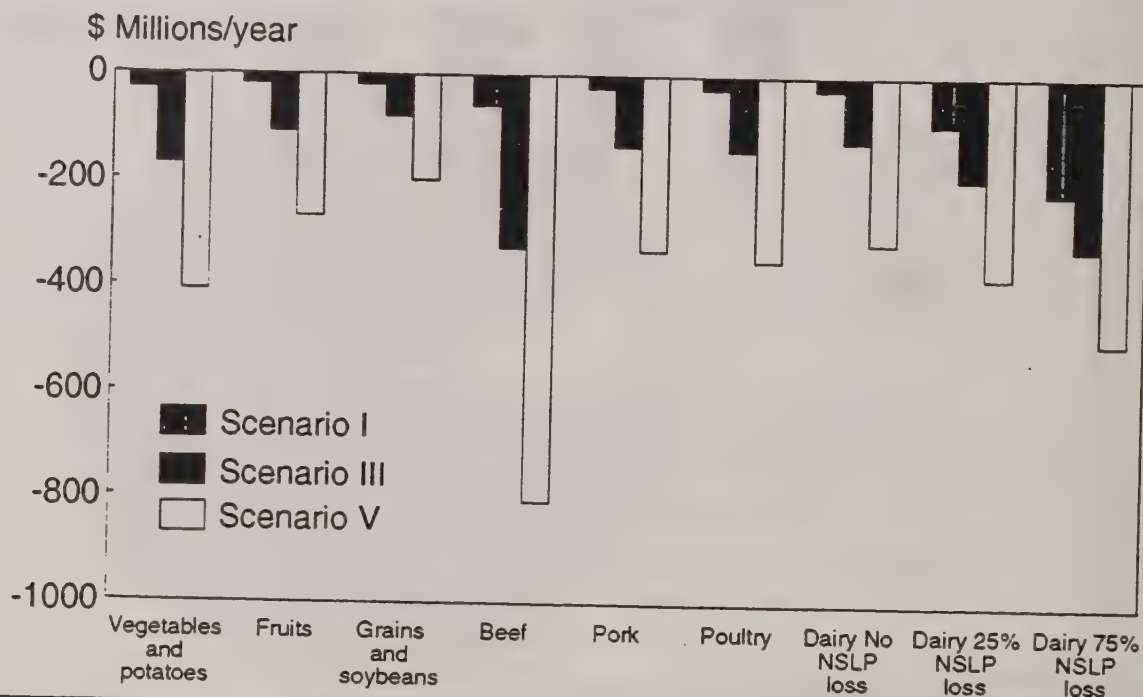 $ Millions/year
0
-200
-400
-600
-800
-1000
Scenario I
Scenario III
Scenario V
Vegetables
and
potatoes
Fruits
Grains
and
soybeans
Beef
Pork
Poultry
Dairy No
NSLP
loss
Dairy 25%
NSLP
loss
Dairy 75%
NSLP
loss